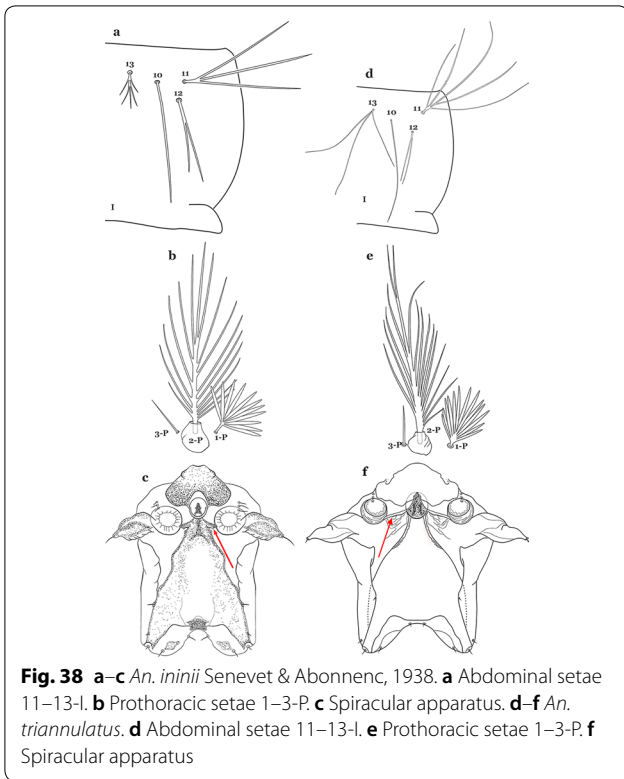 a
13
10
11
12
I
d
13
10
11
12
I
b
3-P
2-P
1-P
e
3-P
2-P
1-P
c
f
Fig. 38 a–c An. ininii Senevet & Abonnenc, 1938. a Abdominal setae
11–13-I. b Prothoracic setae 1–3-P. c Spiracular apparatus. d–f An.
triannulatus. d Abdominal setae 11–13-I. e Prothoracic setae 1–3-P. f
Spiracular apparatus